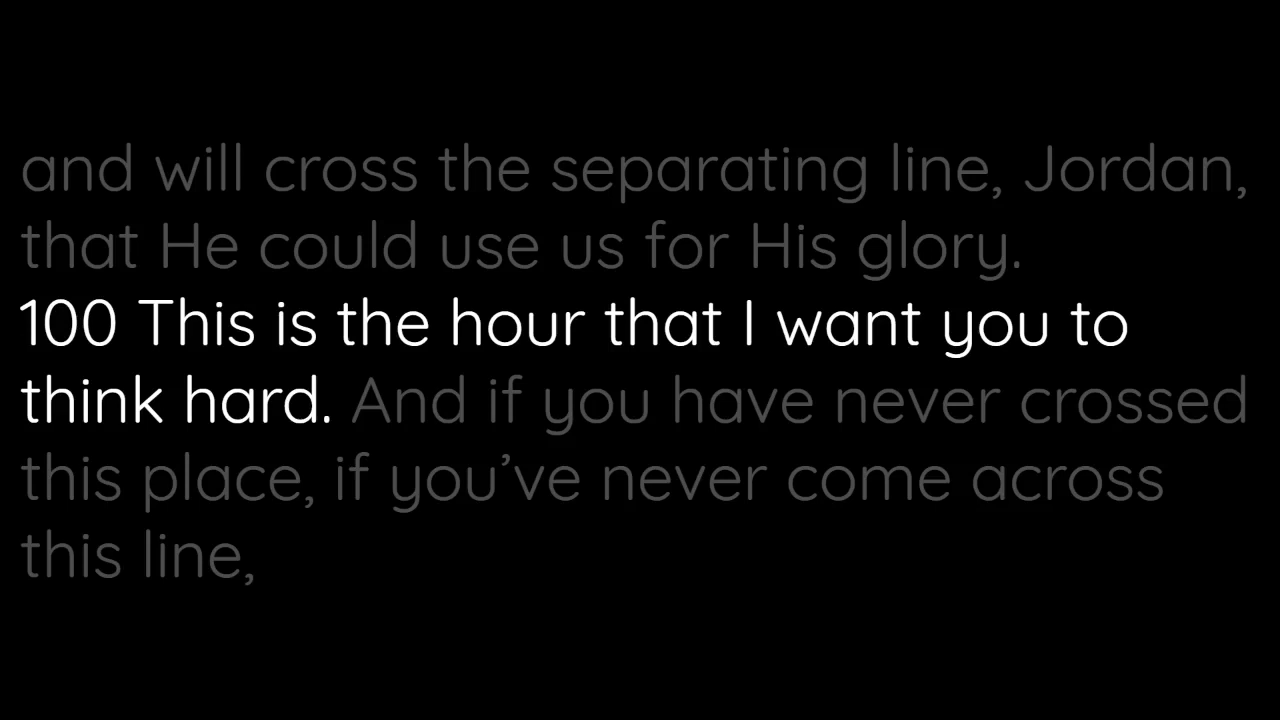 and will cross the separating line, Jordan,
that He could use us for His glory.
100 This is the hour that I want you to
think hard. And if you have never crossed
this place, if you’ve never come across
this line,